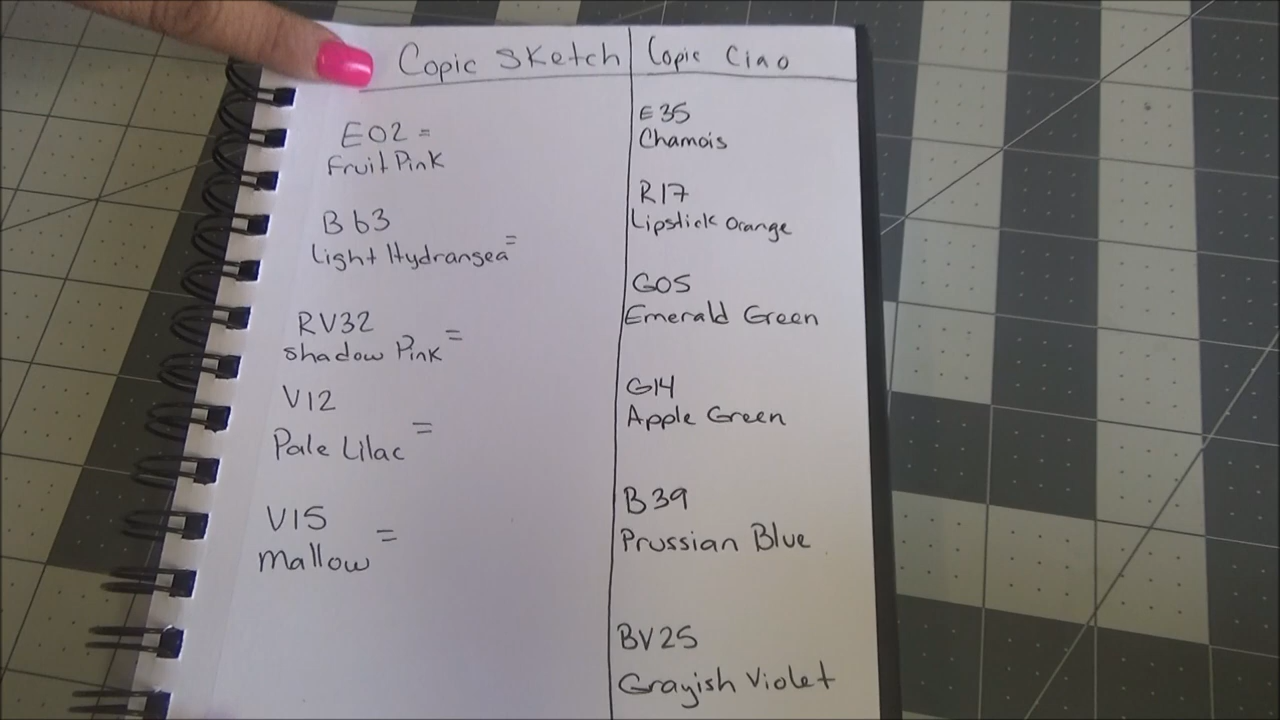 Copic Sketch
E02 =
Fruit Pink
B63
Light Hydrangea =
RV32
Shadow Pink =
V12
Pale Lilac =
V15
Mallow =
Copic Ciao
E35
Chamois
R17
Lipstick Orange
G05
Emerald Green
G14
Apple Green
B39
Prussian Blue
BV25
Grayish Violet